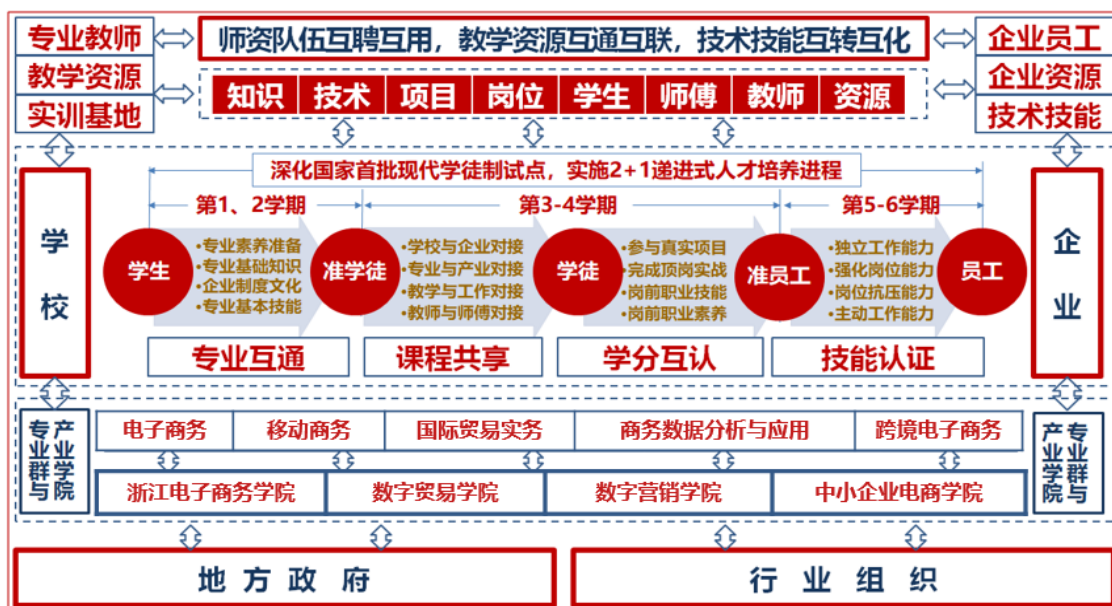 专业教师
教学资源
实训基地
师资队伍互聘互用，教学资源互通互联，技术技能互转互化
知识 技术 项目 岗位 学生 师傅 教师 资源
企业员工
企业资源
技术技能
深化国家首批现代学徒制试点，实施2+1递进式人才培养进程
第1、2学期
第3-4学期
第5-6学期
学校
学生
•专业素养准备
•专业基础知识
•企业制度文化
•专业基本技能
准学徒
•学校与企业对接
•专业与产业对接
•教学与工作对接
•教师与师傅对接
学徒
•参与真实项目
•完成顶岗实战
•岗前职业技能
•岗前职业素养
准员工
•独立工作能力
•强化岗位能力
•岗位抗压能力
•主动工作能力
员工
企业
专业互通
课程共享
学分互认
技能认证
产业学院
专业群与
电子商务
移动商务
国际贸易实务
商务数据分析与应用
跨境电子商务
浙江电子商务学院
数字贸易学院
数字营销学院
中小企业电商学院
专业群与
产业学院
地方政府
行业组织